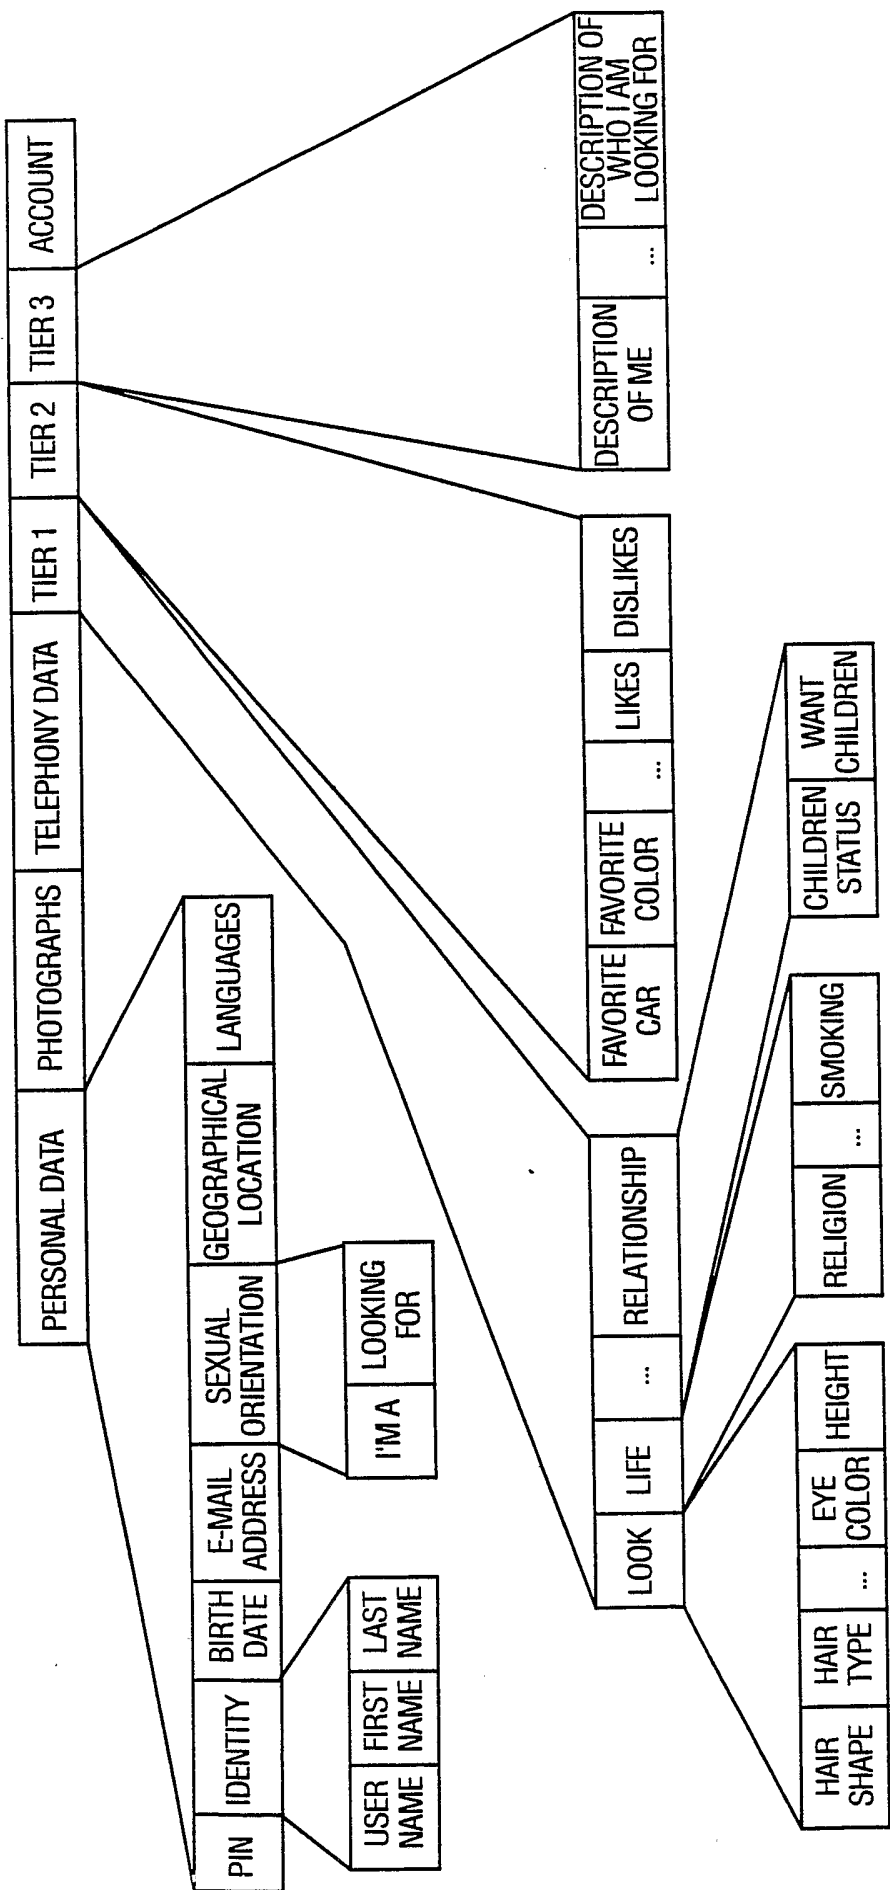 PERSONAL DATA
PHOTOGRAPHS
TELEPHONY DATA
TIER 1
TIER 2
TIER 3
ACCOUNT
PIN
IDENTITY
BIRTH
DATE
E-MAIL
ADDRESS
SEXUAL
ORIENTATION
GEOGRAPHICAL
LOCATION
LANGUAGES
USER
NAME
FIRST
NAME
LAST
NAME
I'M A
LOOKING
FOR
LOOK
LIFE
...
RELATIONSHIP
FAVORITE
CAR
FAVORITE
COLOR
...
LIKES
DISLIKES
DESCRIPTION
OF ME
...
DESCRIPTION OF
WHO I AM
LOOKING FOR
HAIR
SHAPE
HAIR
TYPE
...
EYE
COLOR
HEIGHT
RELIGION
...
SMOKING
CHILDREN
STATUS
WANT
CHILDREN